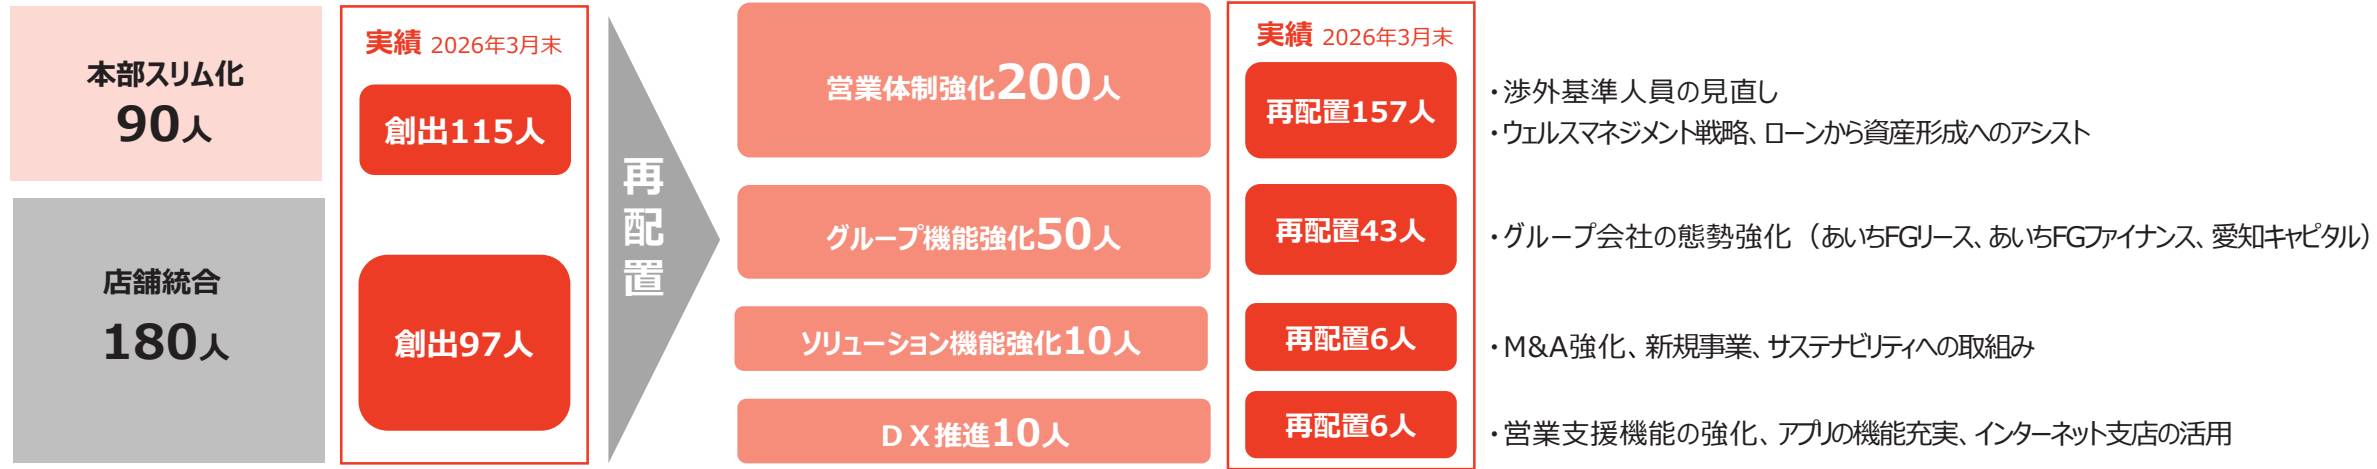 本部スリム化
90人
店舗統合
180人
実績 2026年3月末
創出115人
創出97人
再配置
営業体制強化200人
グループ機能強化50人
ソリューション機能強化10人
DX推進10人
実績 2026年3月末
再配置157人
再配置43人
再配置6人
再配置6人
・渉外基準人員の見直し
・ウェルスマネジメント戦略、ローンから資産形成へのアシスト
・グループ会社の態勢強化（あいちFGリース、あいちFGファイナンス、愛知キャピタル）
・M&A強化、新規事業、サステナビリティへの取組み
・営業支援機能の強化、アプリの機能充実、インターネット支店の活用